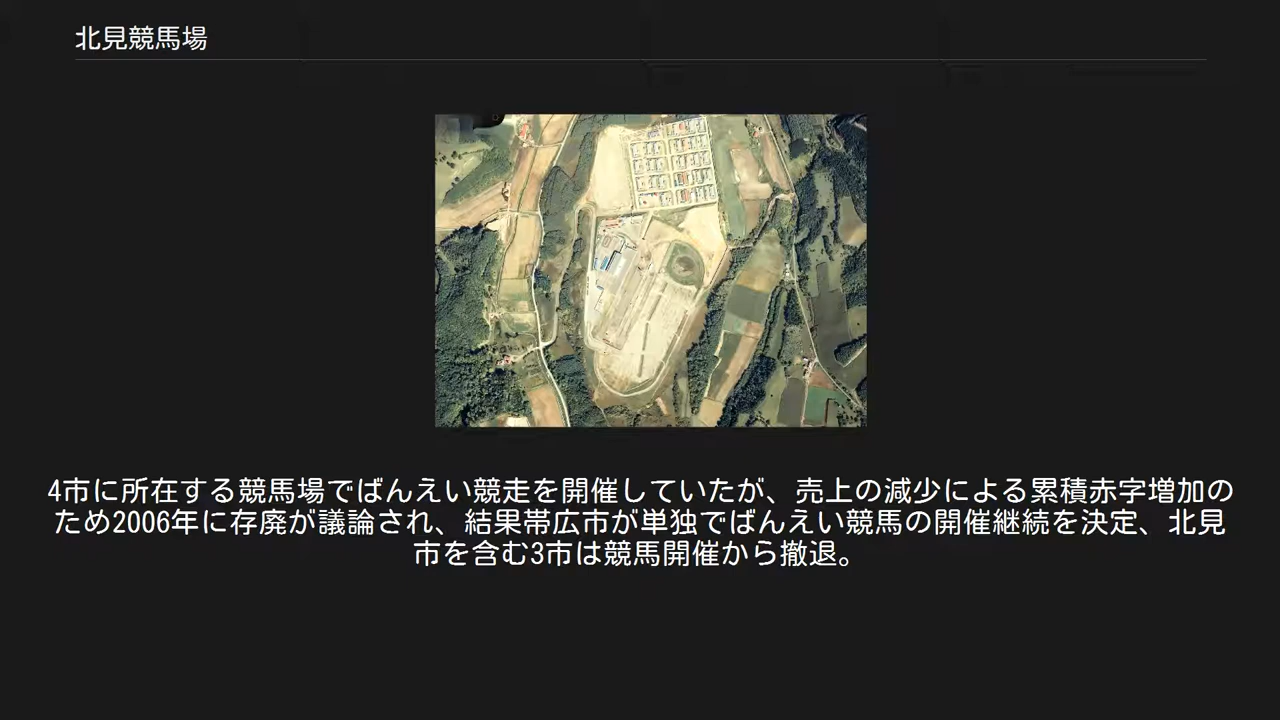 北見競馬場
4市に所在する競馬場でばんえい競走を開催していたが、売上の減少による累積赤字増加の
ため2006年に存廃が議論され、結果帯広市が単独でばんえい競馬の開催継続を決定、北見
市を含む3市は競馬開催から撤退。